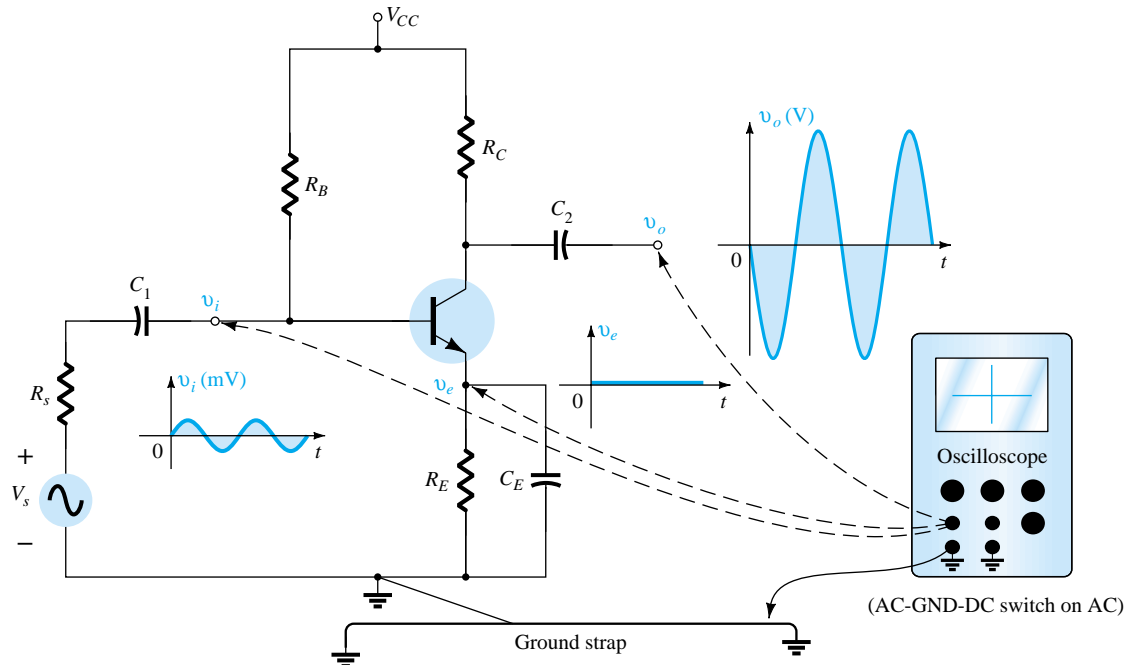 V_CC
υ_o (V)
R_C
R_B
C_2
υ_o
0
t
C_1
υ_i
υ_e
υ_i (mV)
υ_e
0
t
R_s
0
t
Oscilloscope
+
V_s
−
R_E
C_E
(AC-GND-DC switch on AC)
Ground strap